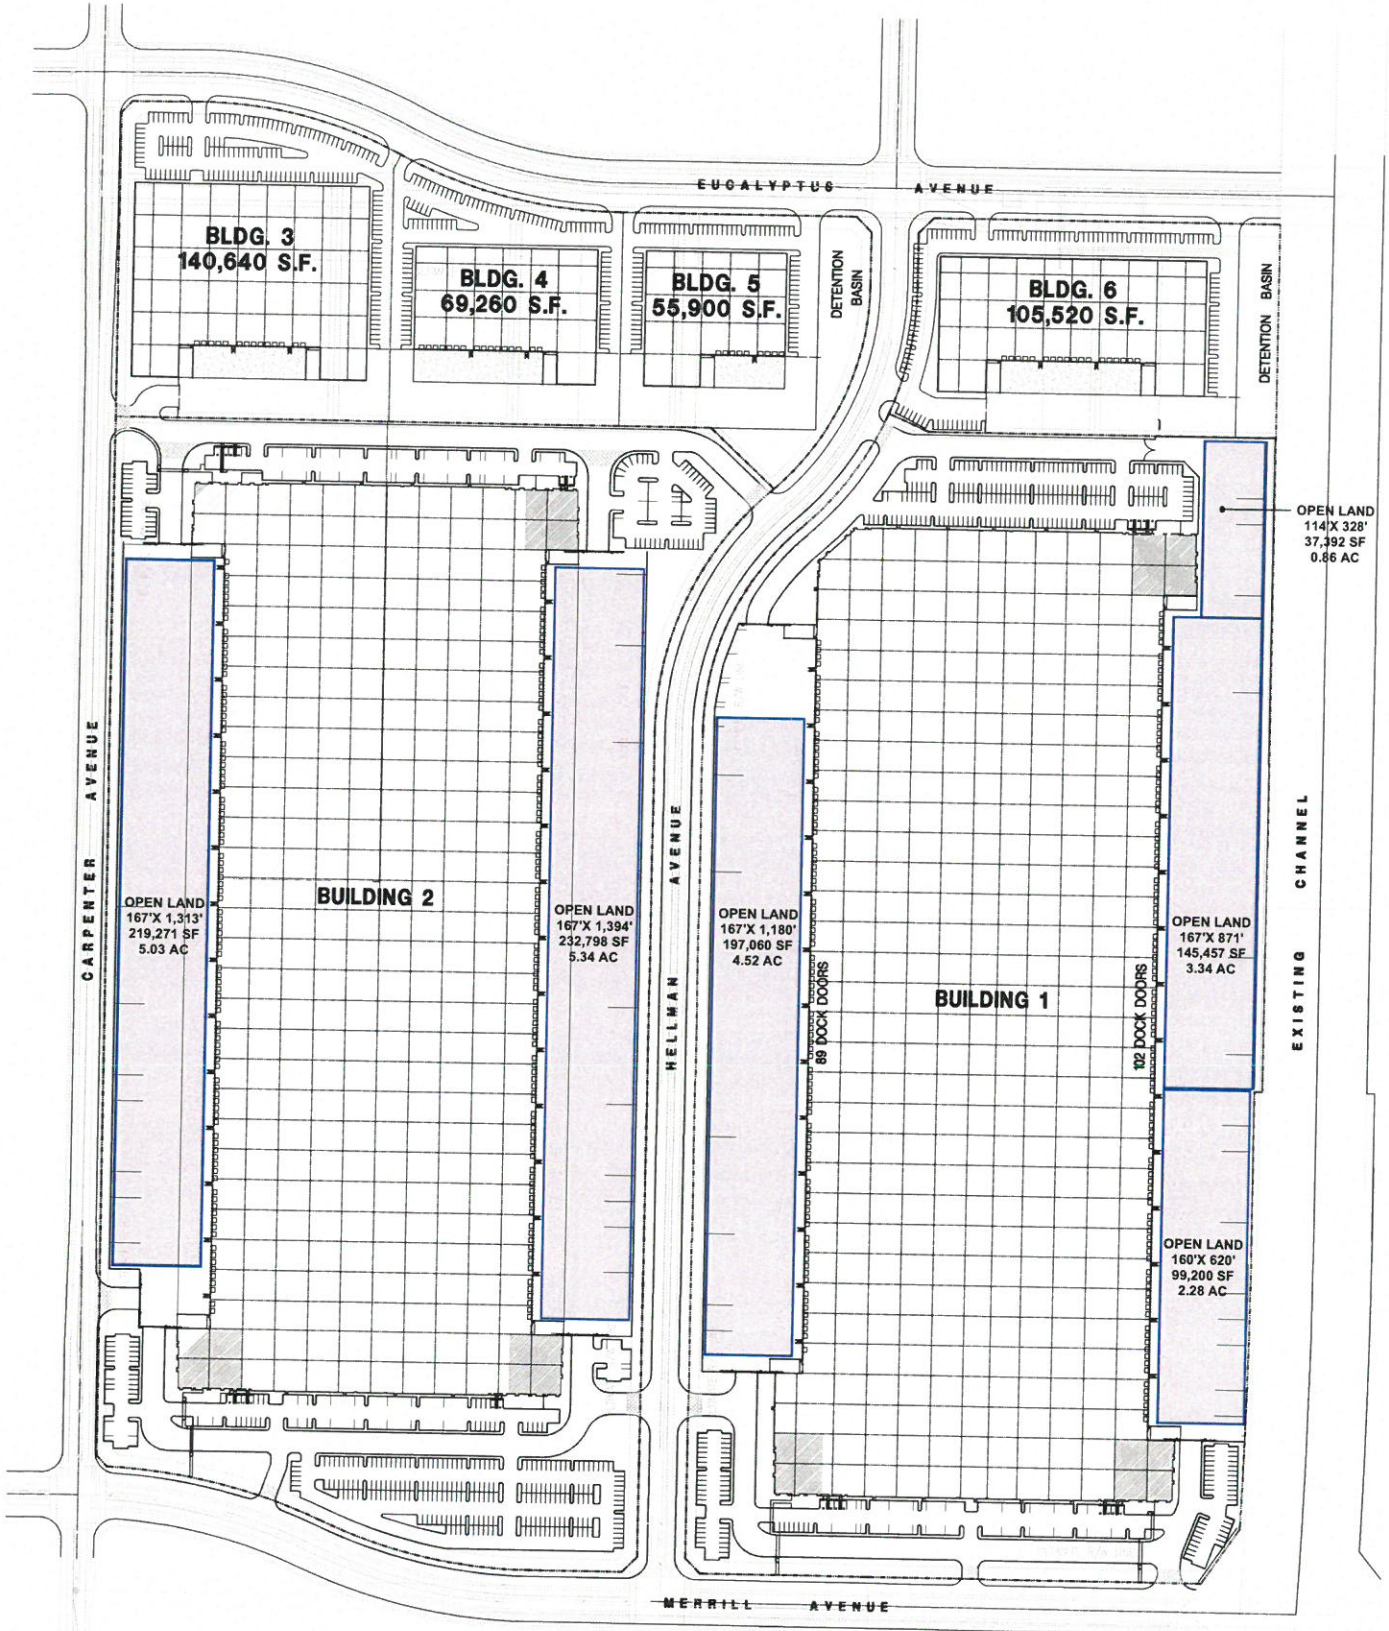 EUCALYPTUS AVENUE
BLDG. 3
140,640 S.F.
BLDG. 4
69,260 S.F.
BLDG. 5
55,900 S.F.
DETENTION
BASIN
BLDG. 6
105,520 S.F.
DETENTION BASIN
OPEN LAND
114'X 328'
37,392 SF
0.86 AC
CARPENTER AVENUE
OPEN LAND
167'X 1,313'
219,271 SF
5.03 AC
BUILDING 2
OPEN LAND
167'X 1,394'
232,798 SF
5.34 AC
HELLMAN AVENUE
OPEN LAND
167'X 1,180'
197,060 SF
4.52 AC
89 DOCK DOORS
BUILDING 1
102 DOCK DOORS
OPEN LAND
167'X 871'
145,457 SF
3.34 AC
EXISTING CHANNEL
OPEN LAND
160'X 620'
99,200 SF
2.28 AC
MERRILL AVENUE